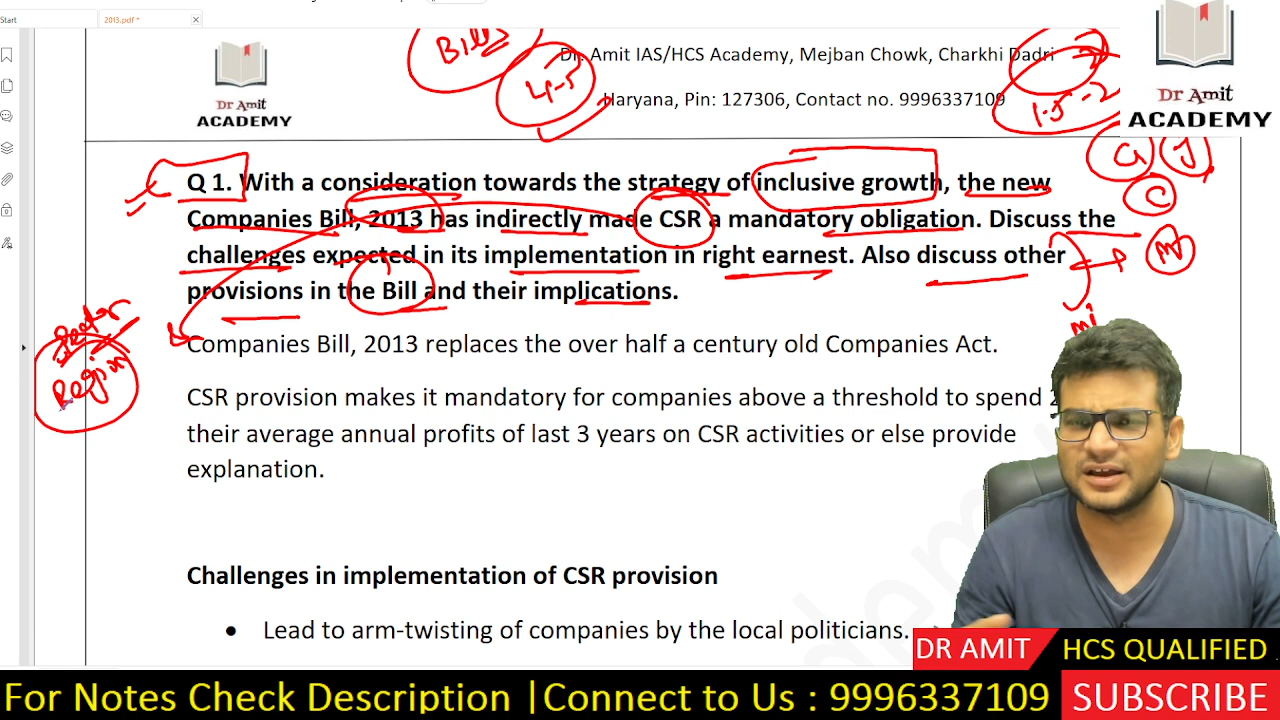 Start
2013.pdf *
Dr Amit
ACADEMY
Bills
4-5
Dr. Amit IAS/HCS Academy, Mejban Chowk, Charkhi Dadri
Haryana, Pin: 127306, Contact no. 9996337109
1.5-2
Dr Amit
ACADEMY
Q 1. With a consideration towards the strategy of inclusive growth, the new
Companies Bill, 2013 has indirectly made CSR a mandatory obligation. Discuss the
challenges expected in its implementation in right earnest. Also discuss other
provisions in the Bill and their implications.
Sector
Region
Companies Bill, 2013 replaces the over half a century old Companies Act.
CSR provision makes it mandatory for companies above a threshold to spend
their average annual profits of last 3 years on CSR activities or else provide
explanation.
Challenges in implementation of CSR provision
• Lead to arm-twisting of companies by the local politicians.
DR AMIT HCS QUALIFIED
For Notes Check Description | Connect to Us : 9996337109 SUBSCRIBE